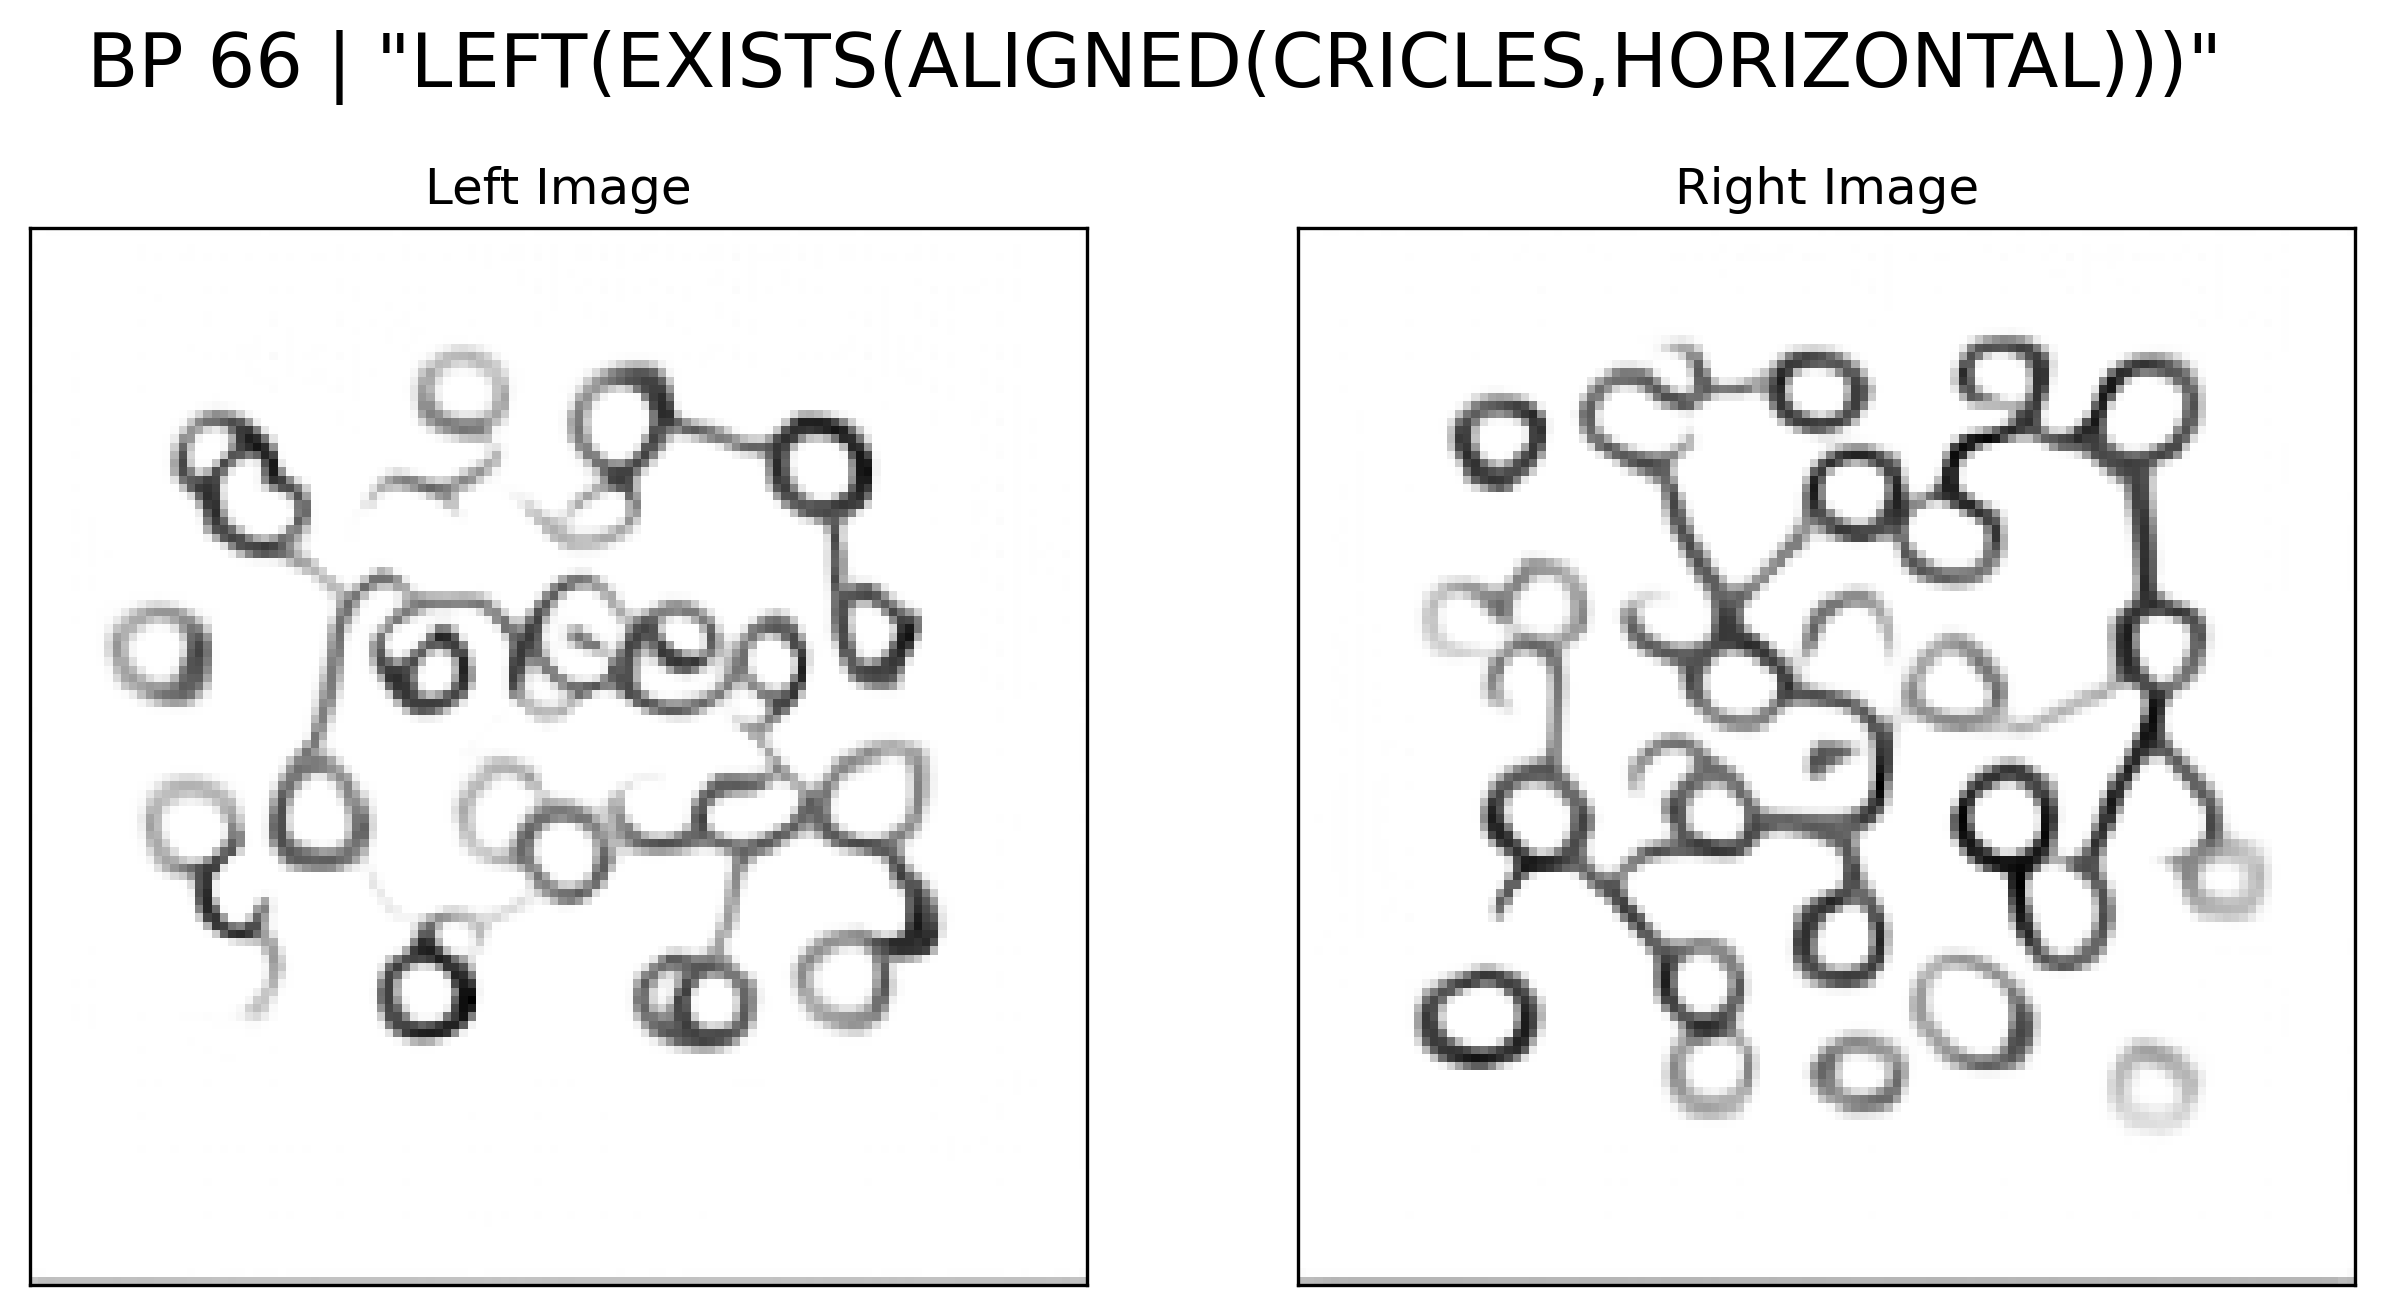 BP 66 | "LEFT(EXISTS(ALIGNED(CRICLES,HORIZONTAL)))"
Left Image
Right Image